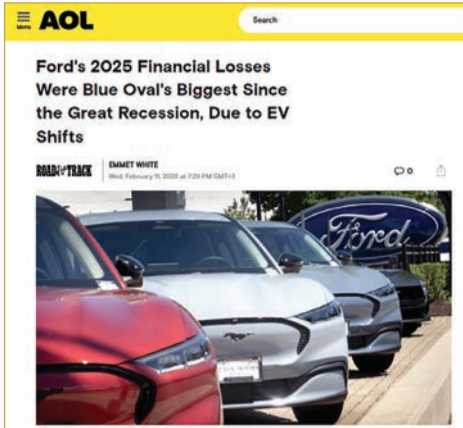 Menu
AOL
Search
Ford's 2025 Financial Losses
Were Blue Oval's Biggest Since
the Great Recession, Due to EV
Shifts
ROAD & TRACK
EMMET WHITE
Wed, February 11, 2026 at 7:29 PM GMT+3
0
Ford